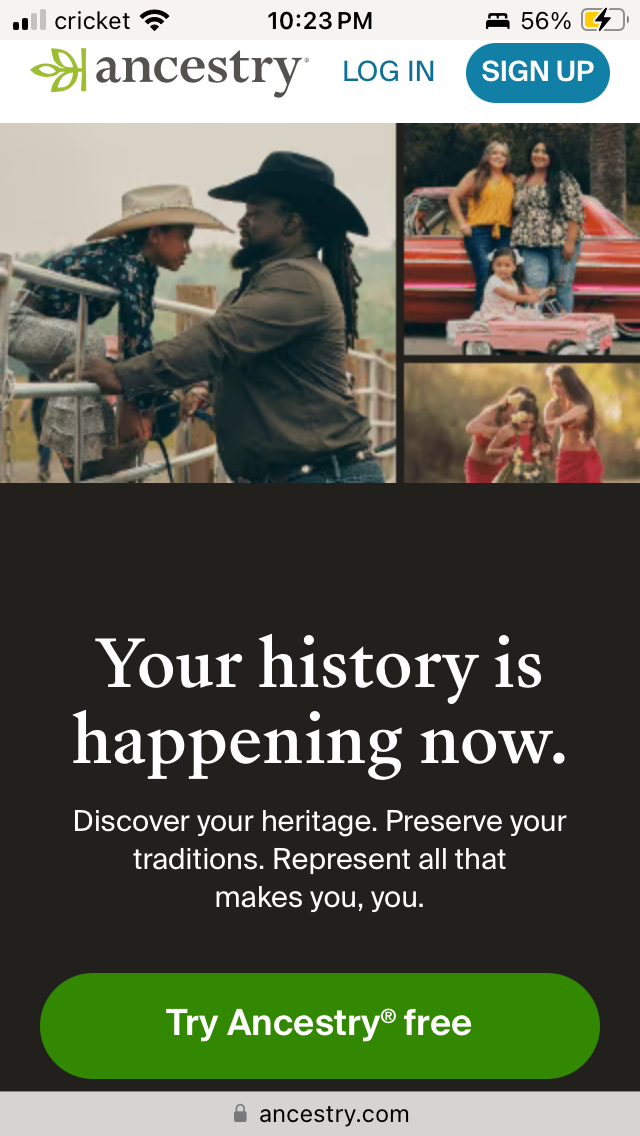 cricket 10:23 PM 56%
ancestry LOG IN SIGN UP
Your history is
happening now.
Discover your heritage. Preserve your
traditions. Represent all that
makes you, you.
Try Ancestry® free
ancestry.com